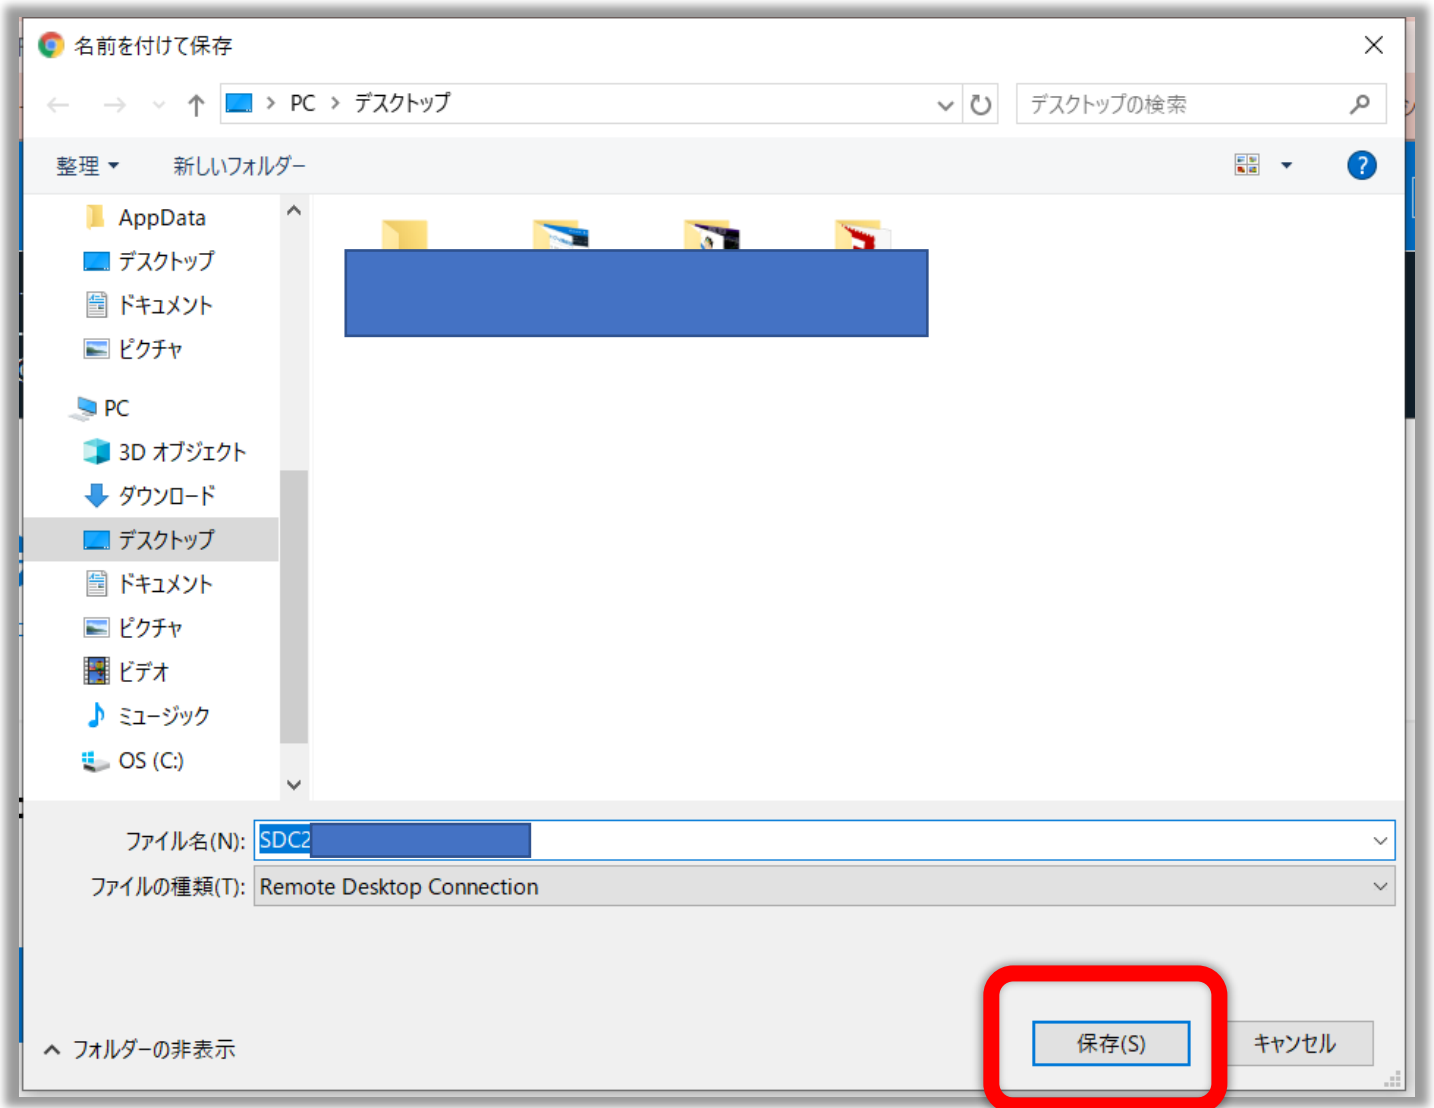 名前を付けて保存
PC > デスクトップ
デスクトップの検索
整理
新しいフォルダー
AppData
デスクトップ
ドキュメント
ピクチャ
PC
3D オブジェクト
ダウンロード
デスクトップ
ドキュメント
ピクチャ
ビデオ
ミュージック
OS (C:)
ファイル名(N): SDC2
ファイルの種類(T): Remote Desktop Connection
フォルダーの非表示
保存(S)
キャンセル